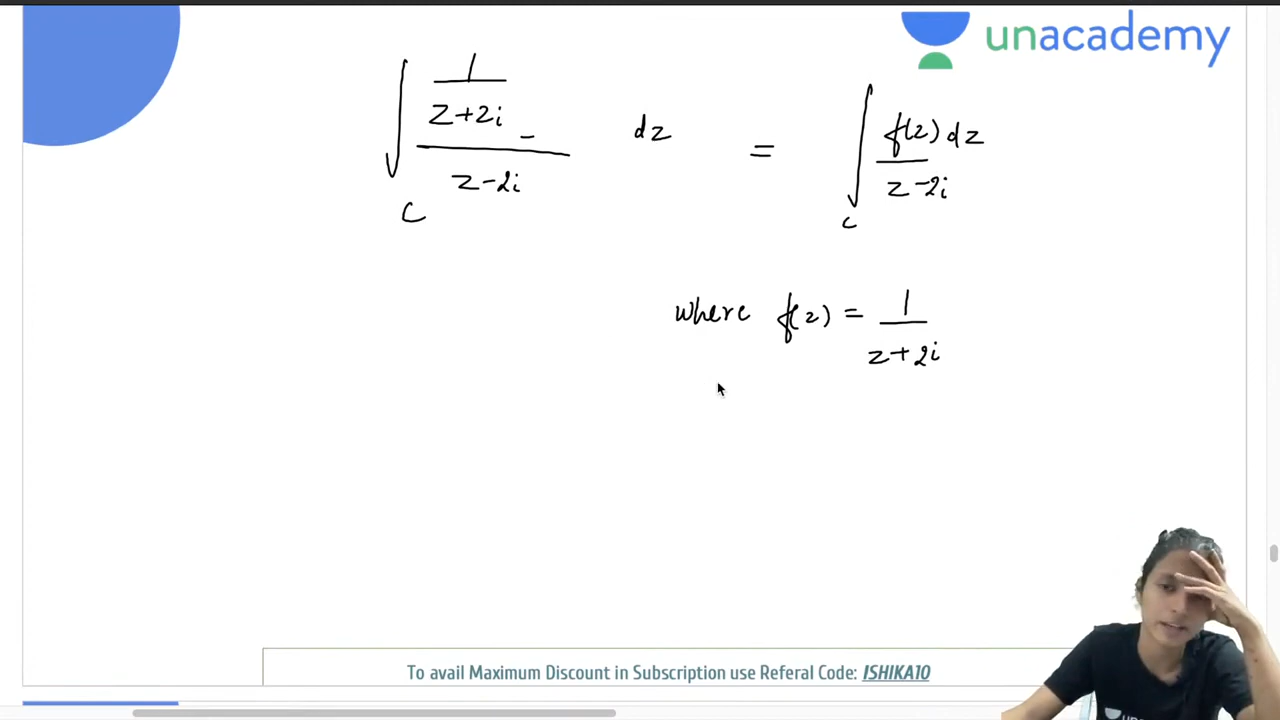 unacademy
∫_C (1/(z+2i))/(z-2i) dz = ∫_C f(z) dz/(z-2i)
where f(z) = 1/(z+2i)
To avail Maximum Discount in Subscription use Referal Code: ISHIKA10